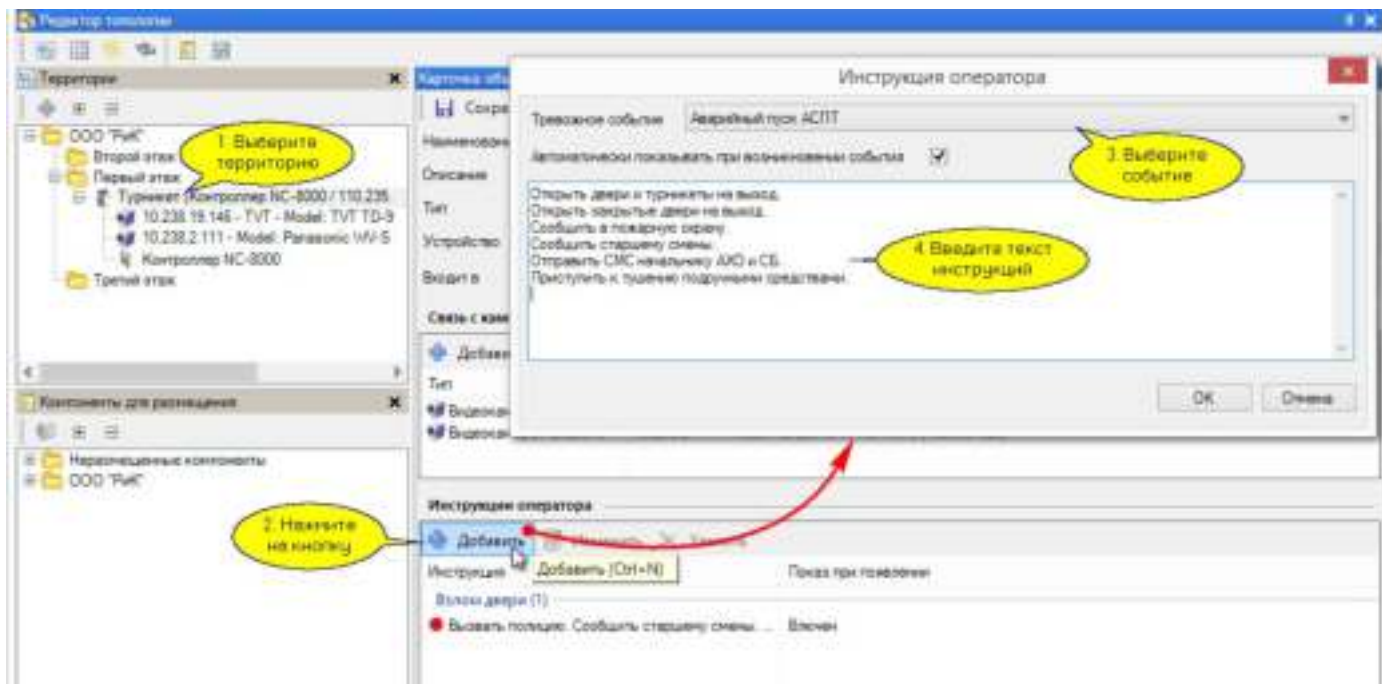 Редактор топологии
Территории
ООО "РиК"
Второй этаж
Первый этаж
Турникет (Контроллер NC-8000 / 110.235
10.238.19.146 - TVT - Model: TVT TD-9
10.238.2.111 - Model: Panasonic WV-S
Контроллер NC-8000
Третий этаж
1. Выберите
территорию
Компоненты для размещения
Неразмещенные компоненты
ООО "РиК"
2. Нажмите
на кнопку
Карточка объ
Сохра
Наименован
Описание
Тип
Устройство
Входит в
Связь с кам
Добави
Тип
Видеокам
Видеокам
Инструкция оператора
Тревожное событие Аварийный пуск АСПТ
Автоматически показывать при возникновении события
Открыть двери и турникеты на выход.
Открыть закрытые двери на выход.
Сообщить в пожарную охрану.
Сообщить старшему смены.
Отправить СМС начальнику АХО и СБ.
Приступить к тушению подручными средствами.
3. Выберите
событие
4. Введите текст
инструкций
OK Отмена
Инструкции оператора
Добавить Изменить Удалить
Добавить (Ctrl+N)
Инструкция Показ при появлении
Взлом двери (1)
Вызвать полицию. Сообщить старшему смены. ... Включен